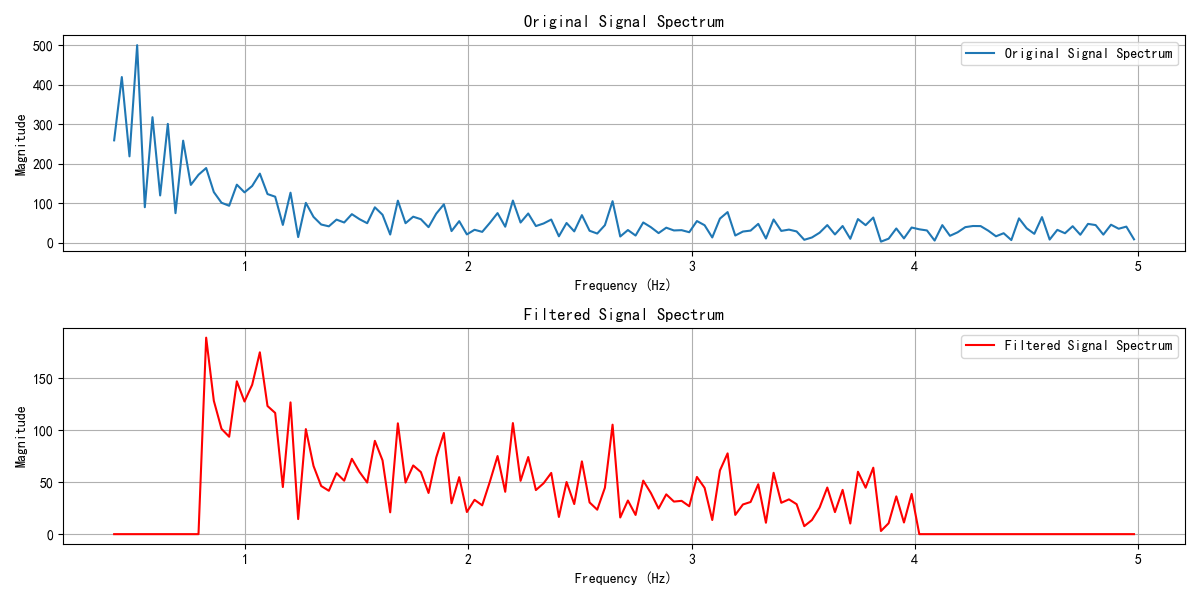 Original Signal Spectrum
Original Signal Spectrum
500
400
300
200
100
0
Magnitude
1
2
3
4
5
Frequency (Hz)
Filtered Signal Spectrum
Filtered Signal Spectrum
150
100
50
0
Magnitude
1
2
3
4
5
Frequency (Hz)